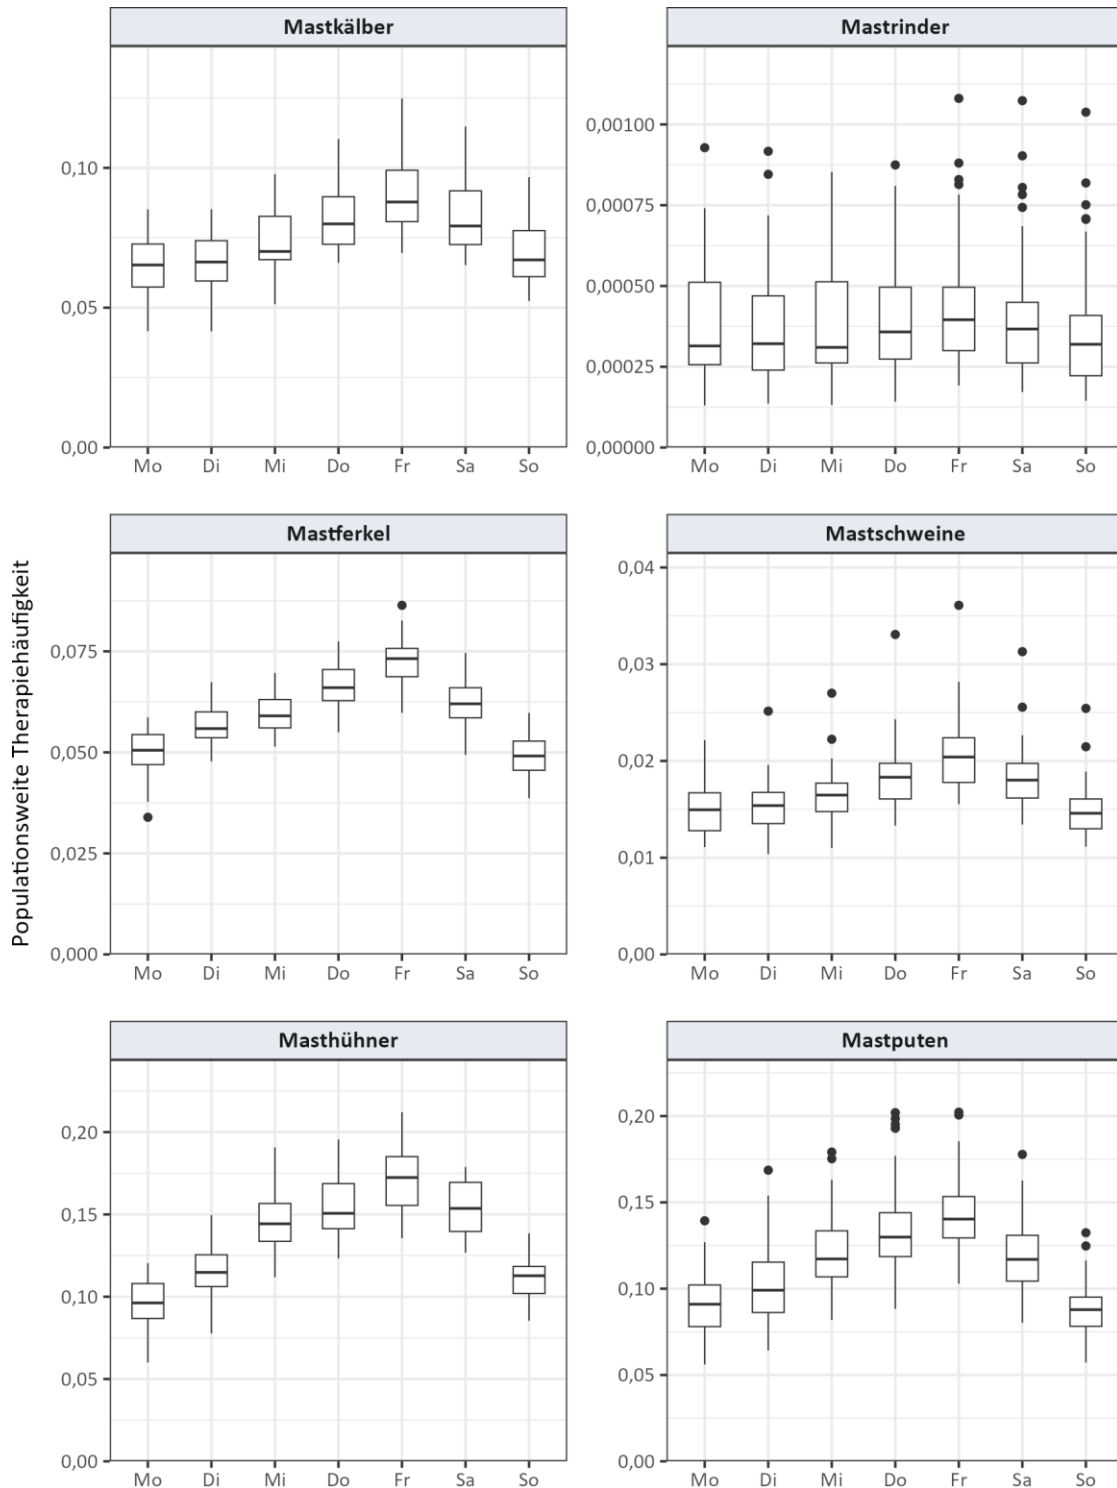 Populationsweite Therapiehäufigkeit
Mastkälber
0,10
0,05
0,00
Mo Di Mi Do Fr Sa So
Mastrinder
0,00100
0,00075
0,00050
0,00025
0,00000
Mo Di Mi Do Fr Sa So
Mastferkel
0,075
0,050
0,025
0,000
Mo Di Mi Do Fr Sa So
Mastschweine
0,04
0,03
0,02
0,01
0,00
Mo Di Mi Do Fr Sa So
Masthühner
0,20
0,15
0,10
0,05
0,00
Mo Di Mi Do Fr Sa So
Mastputen
0,20
0,15
0,10
0,05
0,00
Mo Di Mi Do Fr Sa So